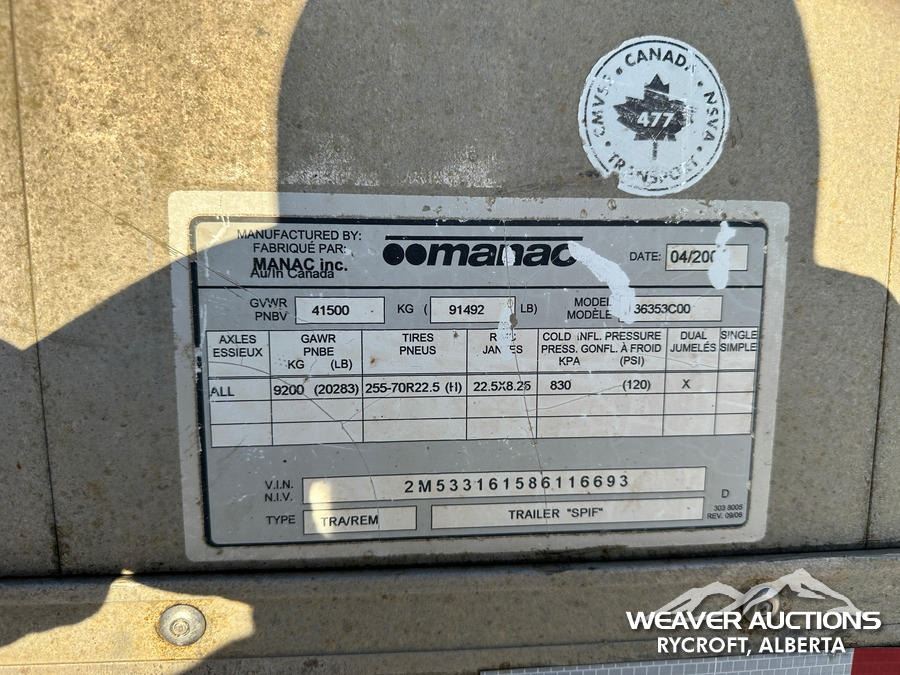 CMVSS • CANADA • NSVA • TRANSPORT •
477
MANUFACTURED BY:
FABRIQUÉ PAR:
MANAC inc.
Au/In Canada
manac
DATE: 04/200
GVWR
PNBV
41500 KG ( 91492 LB)
MODEL
MODÈLE
36353C00
AXLES
ESSIEUX
GAWR
PNBE
KG (LB)
TIRES
PNEUS
JANTES
COLD INFL. PRESSURE
PRESS. GONFL. À FROID
KPA (PSI)
DUAL
JUMELÉS
SINGLE
SIMPLE
ALL 9200 (20283) 255-70R22.5 (H) 22.5X8.25 830 (120) X
V.I.N.
N.I.V.
2M533161586116693
D
TYPE TRA/REM TRAILER "SPIF"
303 8005
REV. 09/06
WEAVER AUCTIONS
RYCROFT, ALBERTA